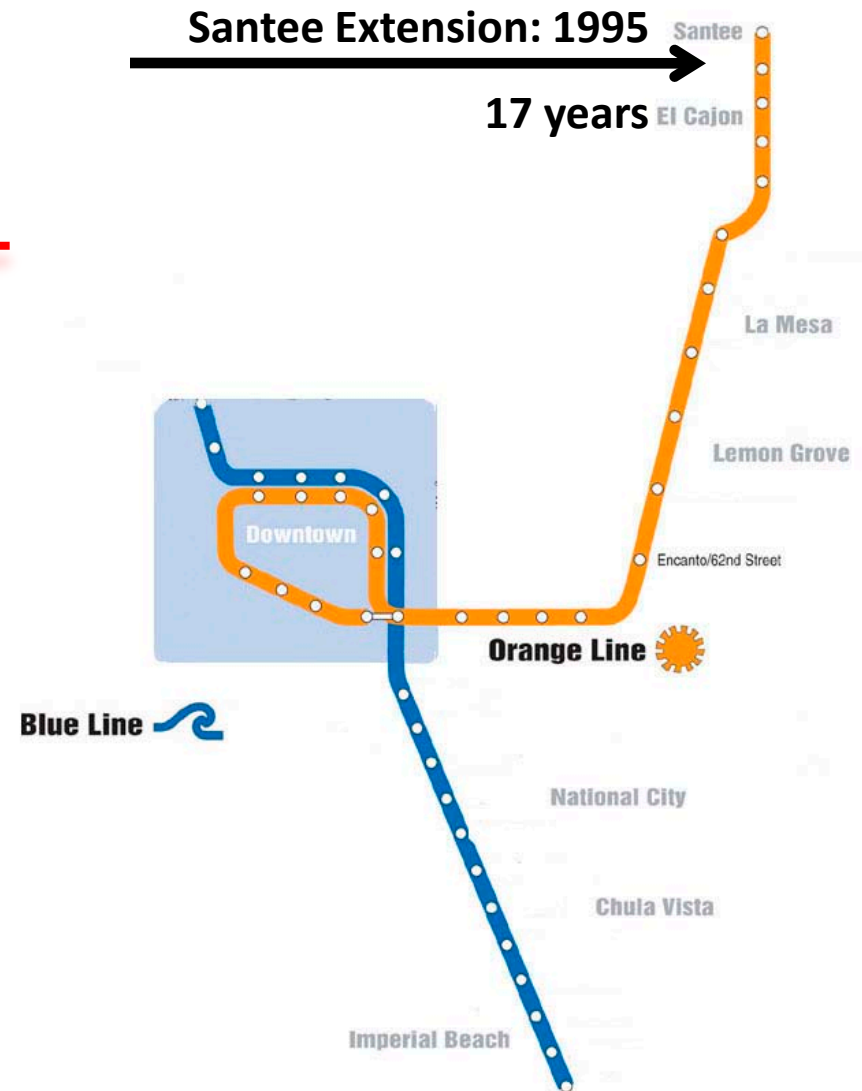 Santee Extension: 1995
Santee
17 years
El Cajon
La Mesa
Lemon Grove
Downtown
Encanto/62nd Street
Orange Line
Blue Line
National City
Chula Vista
Imperial Beach